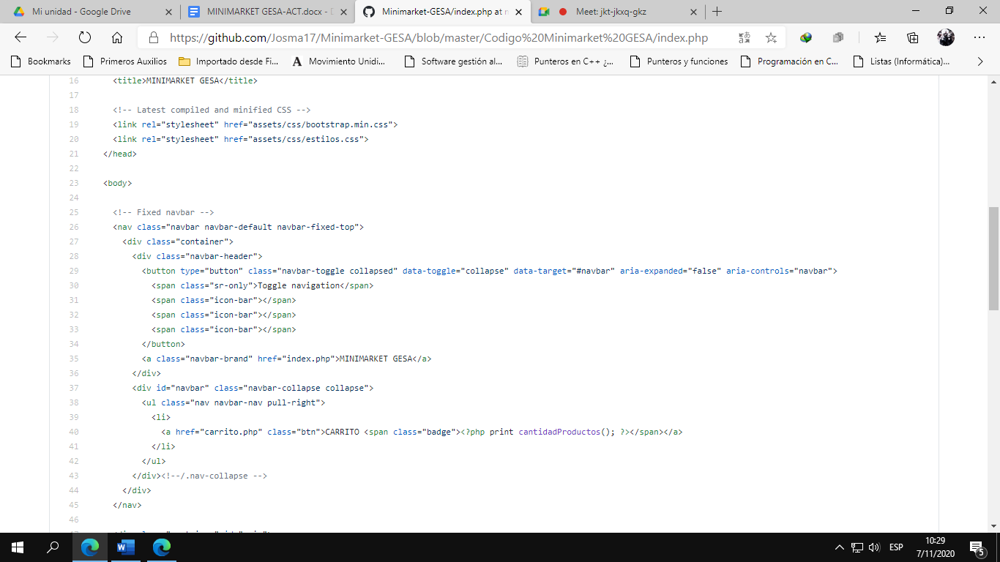 Mi unidad - Google Drive
MINIMARKET GESA-ACT.docx - D
Minimarket-GESA/index.php at m
Meet: jkt-jkxq-gkz
https://github.com/Josma17/Minimarket-GESA/blob/master/Codigo%20Minimarket%20GESA/index.php
Bookmarks
Primeros Auxilios
Importado desde Fi...
Movimiento Unidi...
Software gestión al...
Punteros en C++ ¿...
Punteros y funciones
Programación en C...
Listas (Informática)...
16 <title>MINIMARKET GESA</title>
17
18 <!-- Latest compiled and minified CSS -->
19 <link rel="stylesheet" href="assets/css/bootstrap.min.css">
20 <link rel="stylesheet" href="assets/css/estilos.css">
21 </head>
22
23 <body>
24
25 <!-- Fixed navbar -->
26 <nav class="navbar navbar-default navbar-fixed-top">
27 <div class="container">
28 <div class="navbar-header">
29 <button type="button" class="navbar-toggle collapsed" data-toggle="collapse" data-target="#navbar" aria-expanded="false" aria-controls="navbar">
30 <span class="sr-only">Toggle navigation</span>
31 <span class="icon-bar"></span>
32 <span class="icon-bar"></span>
33 <span class="icon-bar"></span>
34 </button>
35 <a class="navbar-brand" href="index.php">MINIMARKET GESA</a>
36 </div>
37 <div id="navbar" class="navbar-collapse collapse">
38 <ul class="nav navbar-nav pull-right">
39 <li>
40 <a href="carrito.php" class="btn">CARRITO <span class="badge"><?php print cantidadProductos(); ?></span></a>
41 </li>
42 </ul>
43 </div><!--/.nav-collapse -->
44 </div>
45 </nav>
46
ESP
10:29
7/11/2020
5